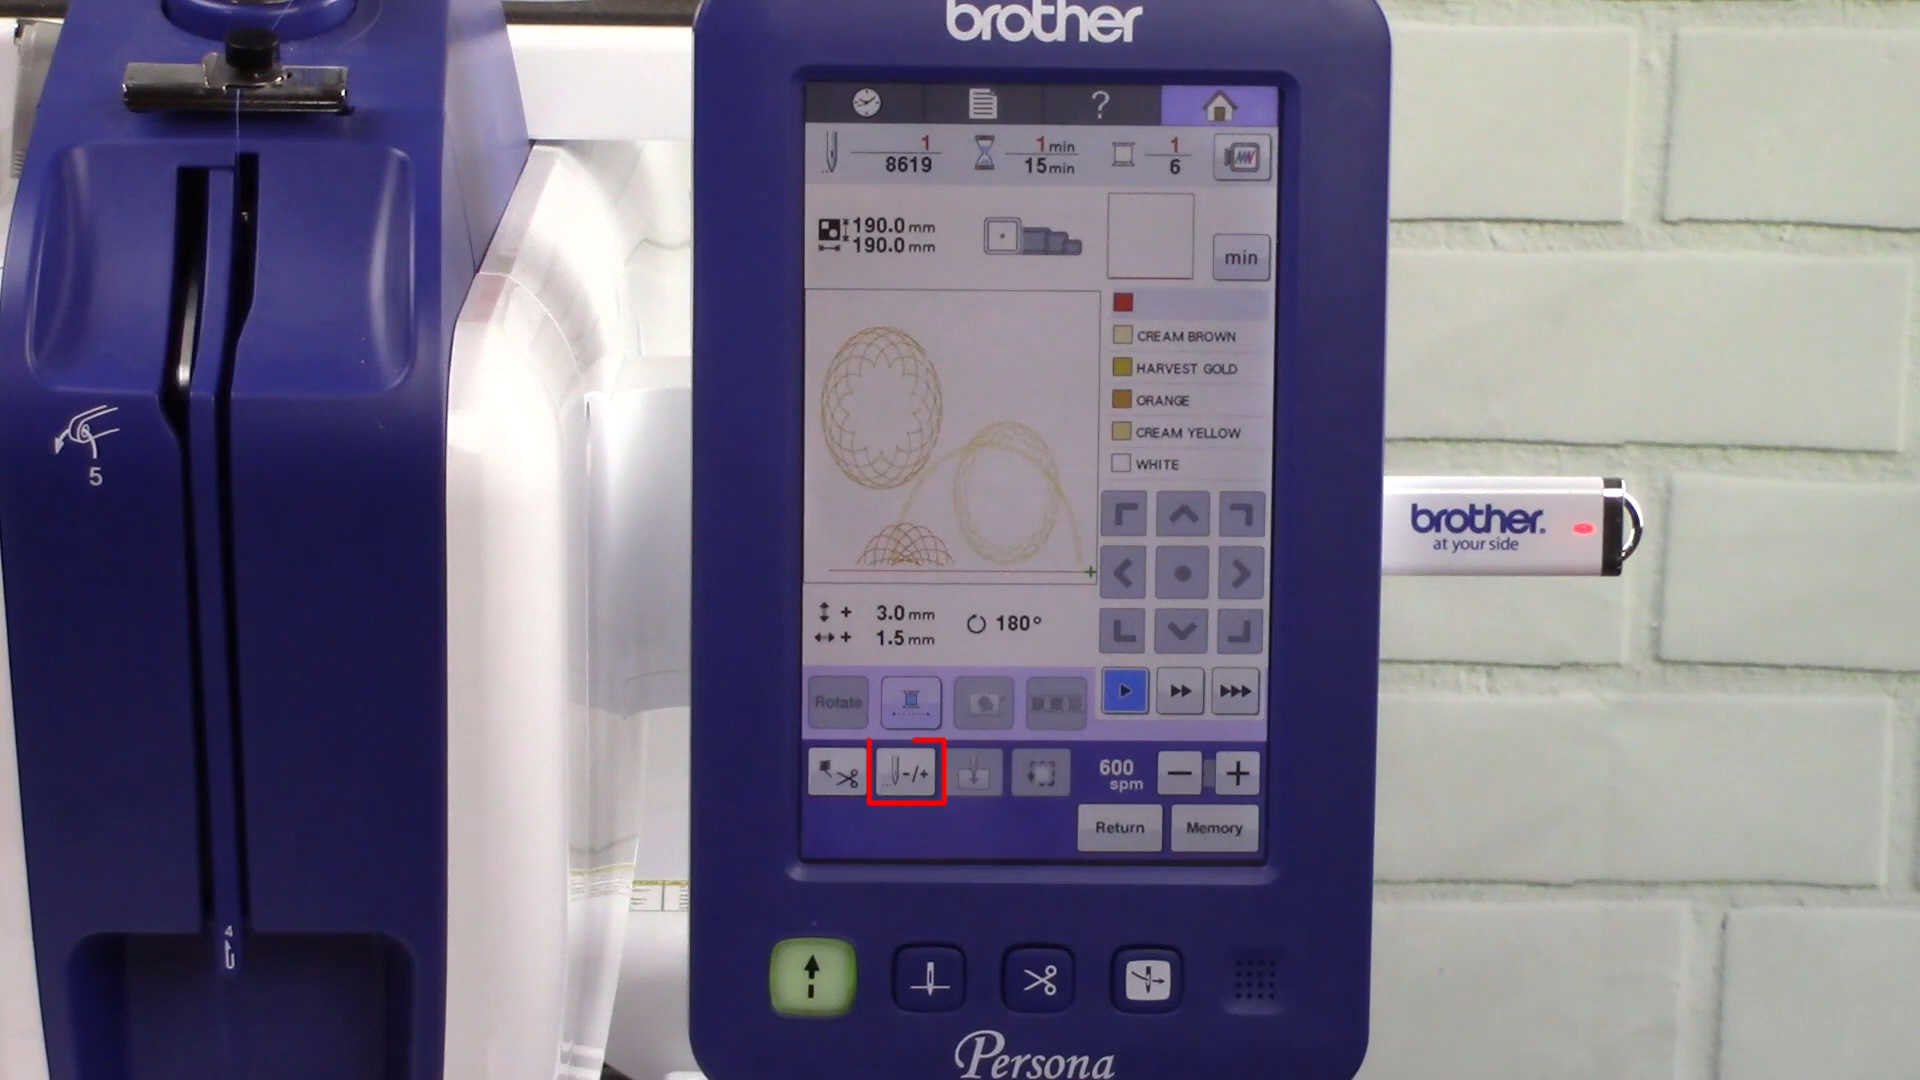 brother
?
1
8619
1 min
15 min
1
6
190.0 mm
190.0 mm
min
CREAM BROWN
HARVEST GOLD
ORANGE
CREAM YELLOW
WHITE
+ 3.0 mm
+ 1.5 mm
180°
Rotate
-/+
600
sppm
Return
Memory
5
4
brother.
at your side
Persona